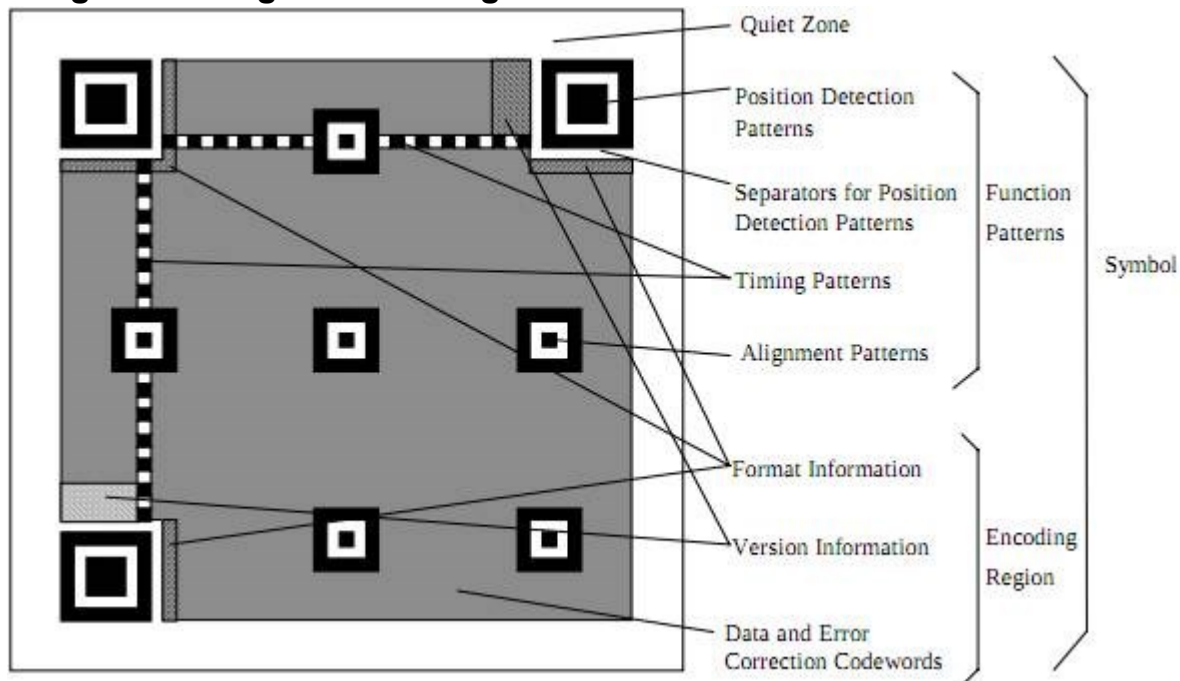 Quiet Zone
Position Detection
Patterns
Separators for Position
Detection Patterns
Function
Patterns
Symbol
Timing Patterns
Alignment Patterns
Format Information
Version Information
Encoding
Region
Data and Error
Correction Codewords